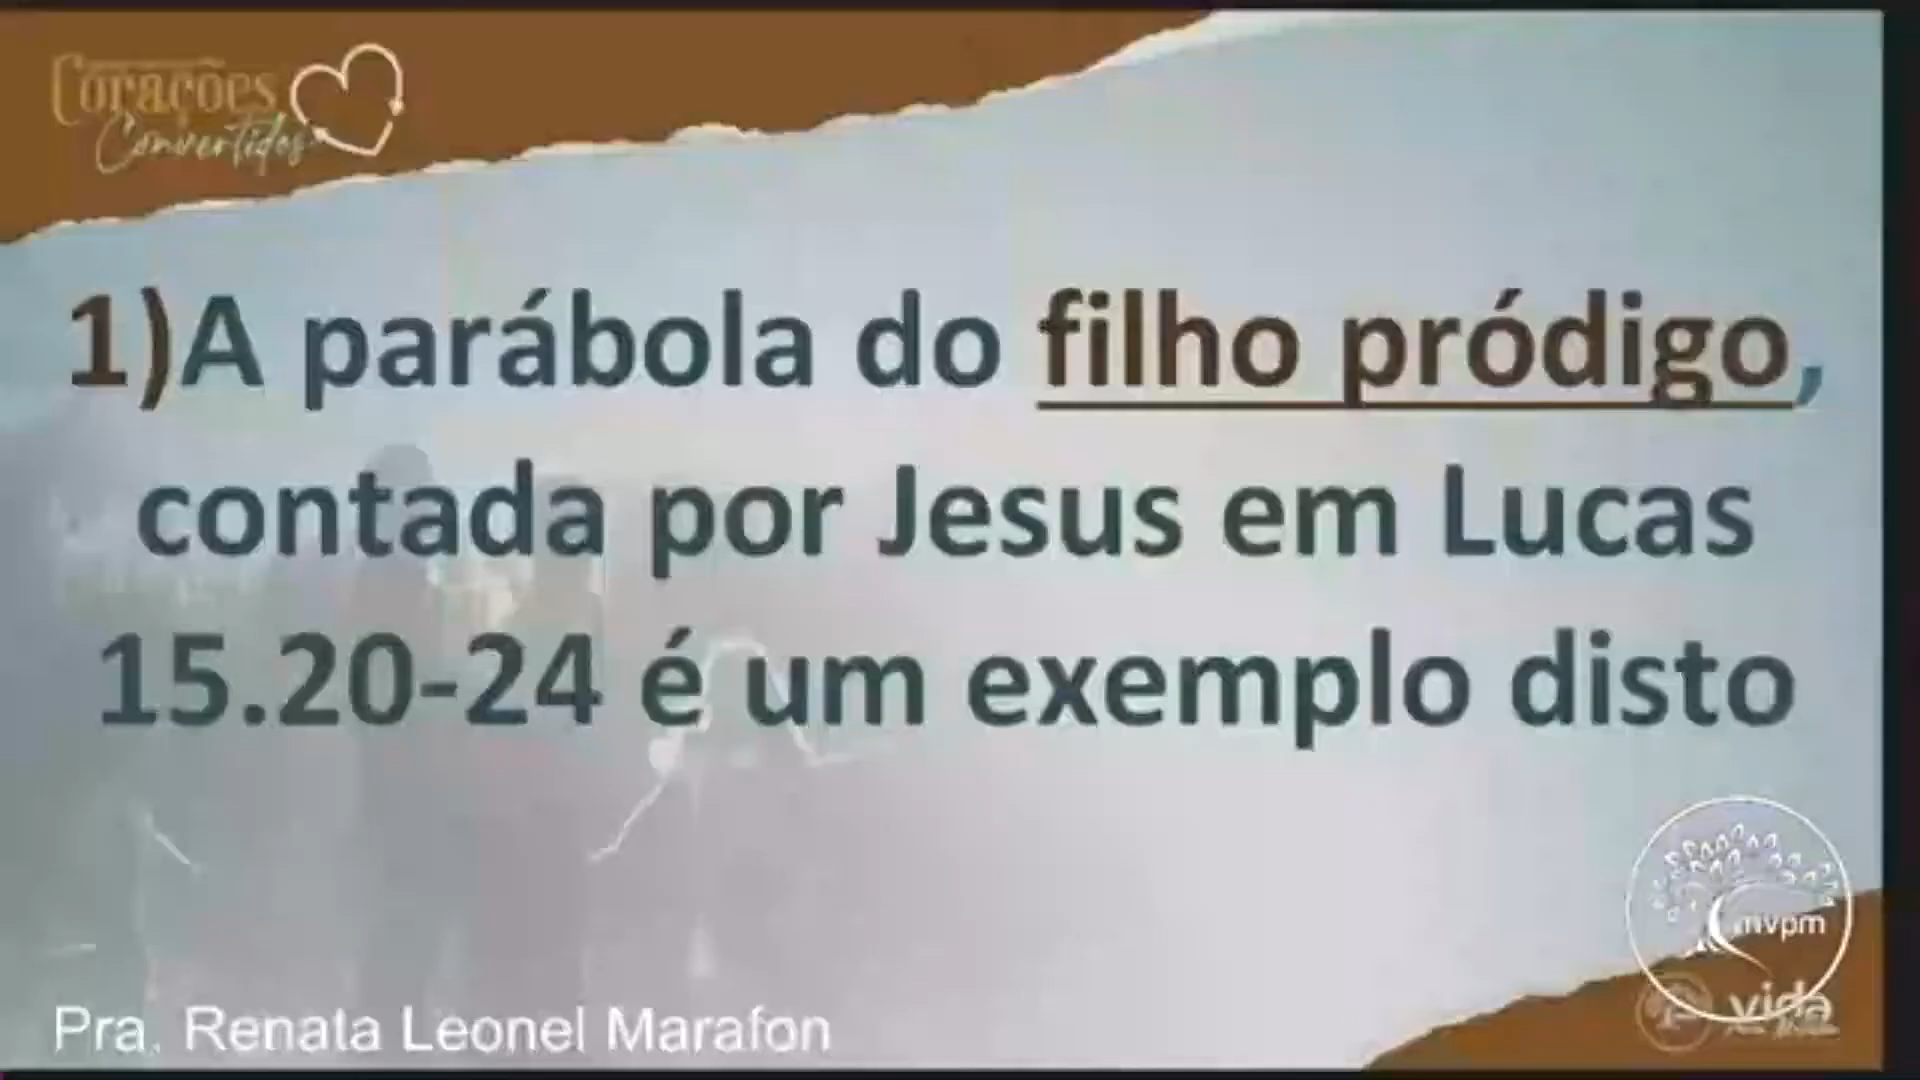 Corações
Convertidos
1)A parábola do filho pródigo,
contada por Jesus em Lucas
15.20-24 é um exemplo disto
mvpm
vida
Pra. Renata Leonel Marafon